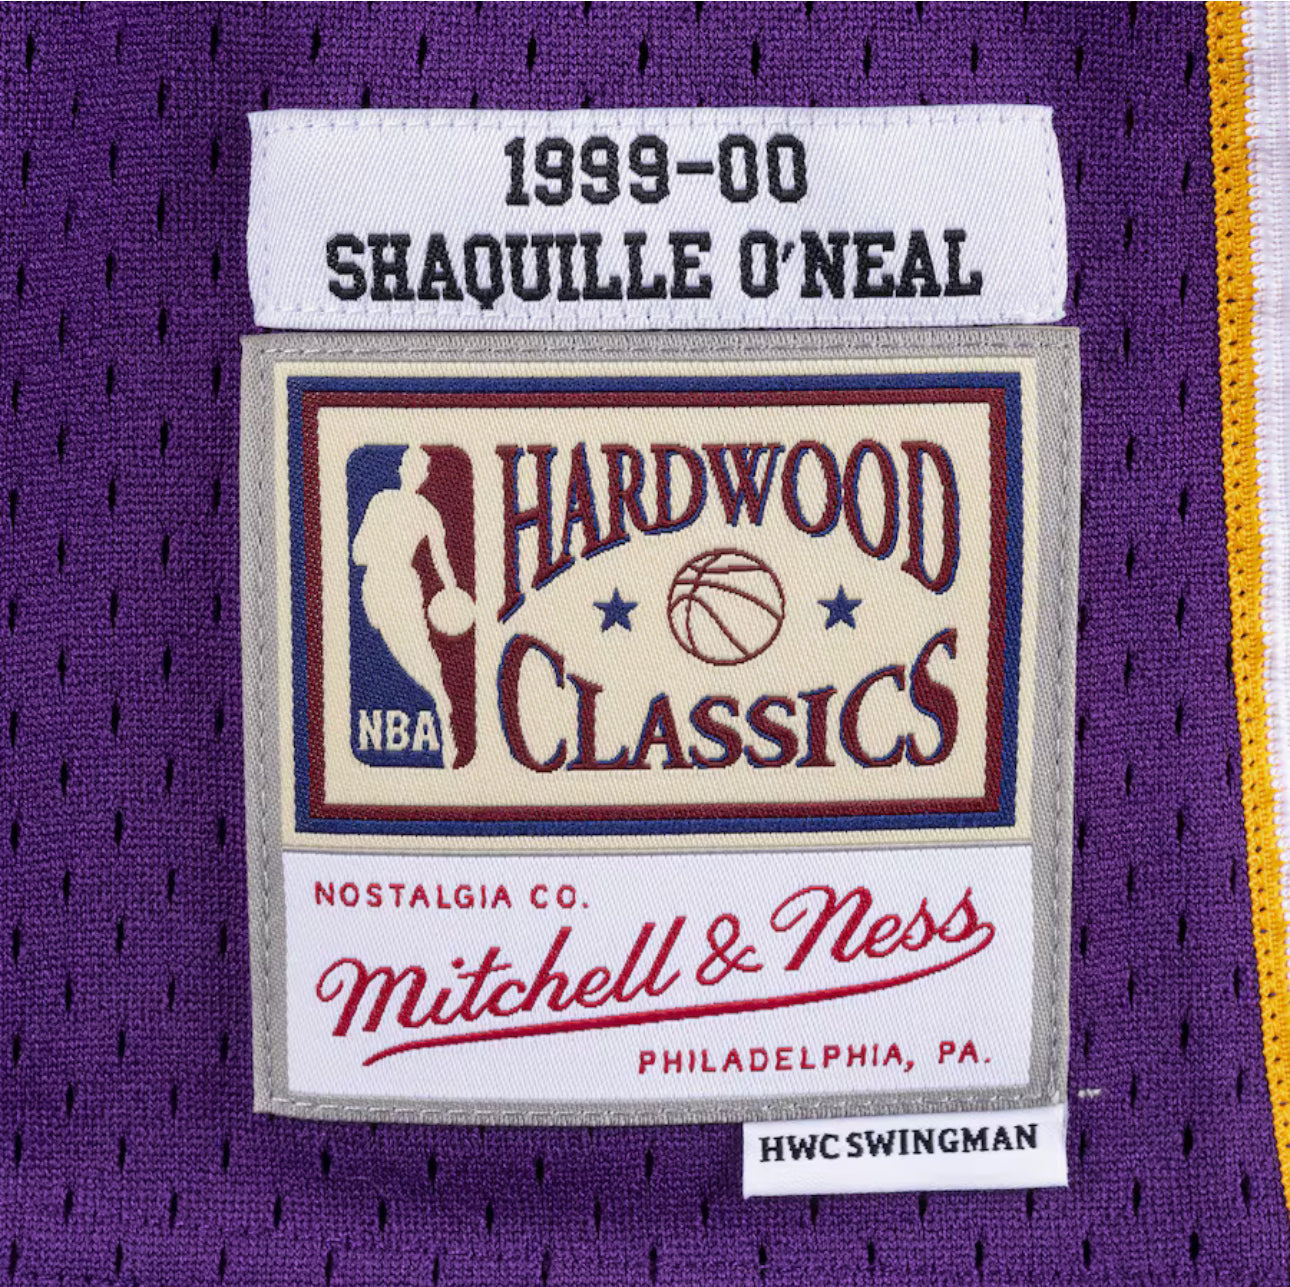 1999-00
SHAQUILLE O'NEAL
HARDWOOD
CLASSICS
NBA
NOSTALGIA CO.
Mitchell & Ness
PHILADELPHIA, PA.
HWC SWINGMAN